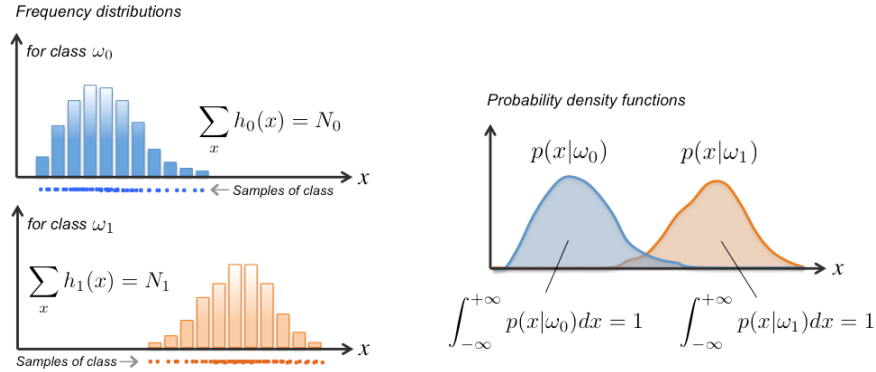 Frequency distributions
for class ω₀
∑ₓ h₀(x) = N₀
x
Samples of class
for class ω₁
∑ₓ h₁(x) = N₁
x
Samples of class
Probability density functions
p(x|ω₀) p(x|ω₁)
x
∫₋∞⁺∞ p(x|ω₀)dx = 1 ∫₋∞⁺∞ p(x|ω₁)dx = 1